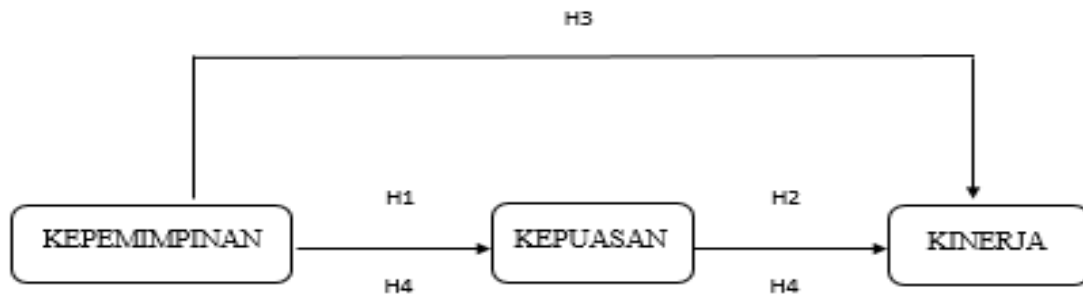 H3
H1
H2
KEPEMIMPINAN
KEPUASAN
KINERJA
H4
H4